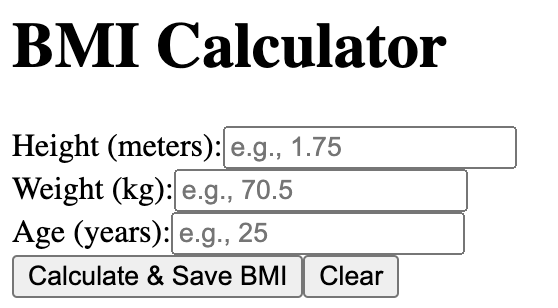 BMI Calculator
Height (meters): e.g., 1.75
Weight (kg): e.g., 70.5
Age (years): e.g., 25
Calculate & Save BMI Clear